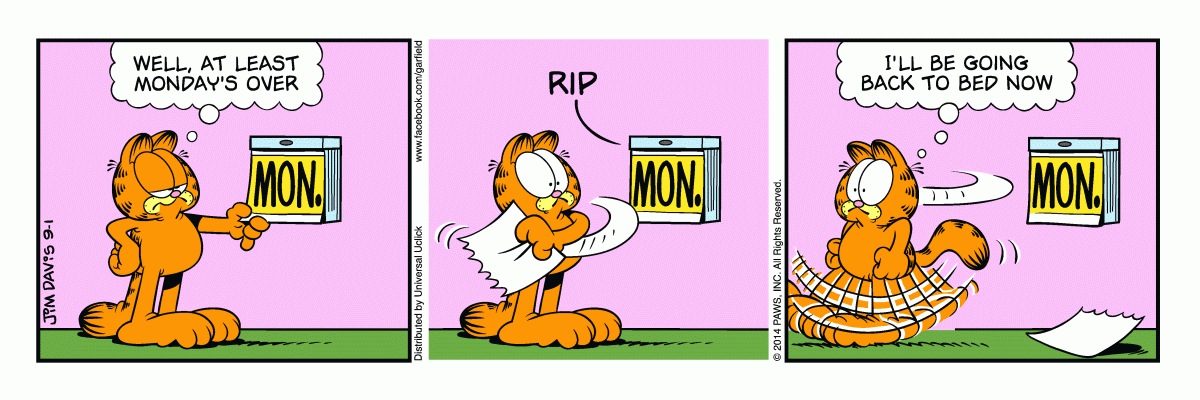 WELL, AT LEAST
MONDAY'S OVER
MON.
JIM DAVIS 9-1
www.facebook.com/garfield
Distributed by Universal Uclick
RIP
MON.
© 2014 PAWS, INC. All Rights Reserved.
I'LL BE GOING
BACK TO BED NOW
MON.